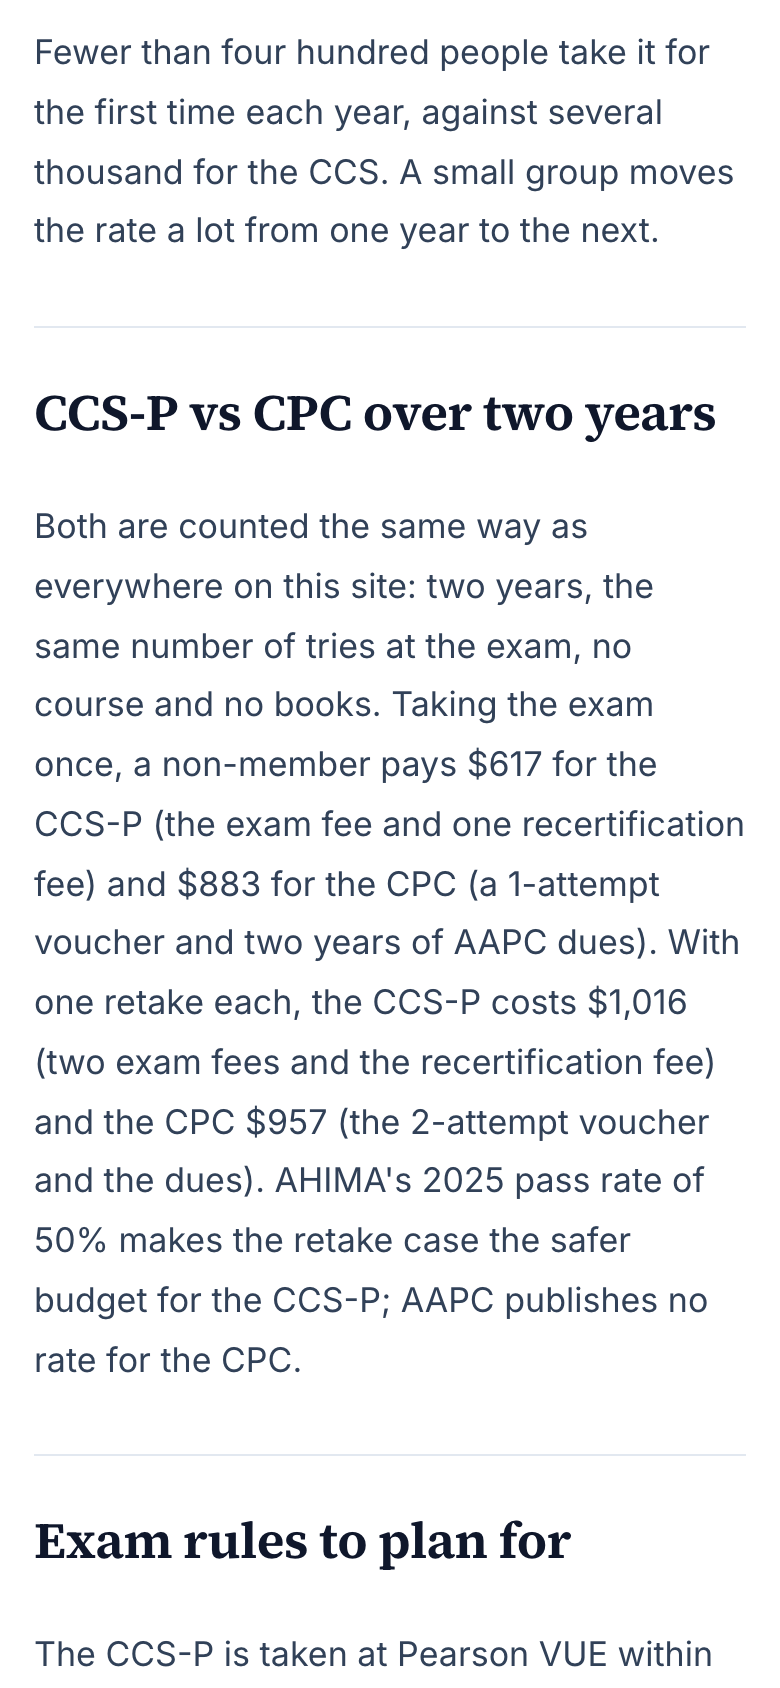 Fewer than four hundred people take it for
the first time each year, against several
thousand for the CCS. A small group moves
the rate a lot from one year to the next.
CCS-P vs CPC over two years
Both are counted the same way as
everywhere on this site: two years, the
same number of tries at the exam, no
course and no books. Taking the exam
once, a non-member pays $617 for the
CCS-P (the exam fee and one recertification
fee) and $883 for the CPC (a 1-attempt
voucher and two years of AAPC dues). With
one retake each, the CCS-P costs $1,016
(two exam fees and the recertification fee)
and the CPC $957 (the 2-attempt voucher
and the dues). AHIMA's 2025 pass rate of
50% makes the retake case the safer
budget for the CCS-P; AAPC publishes no
rate for the CPC.
Exam rules to plan for
The CCS-P is taken at Pearson VUE within